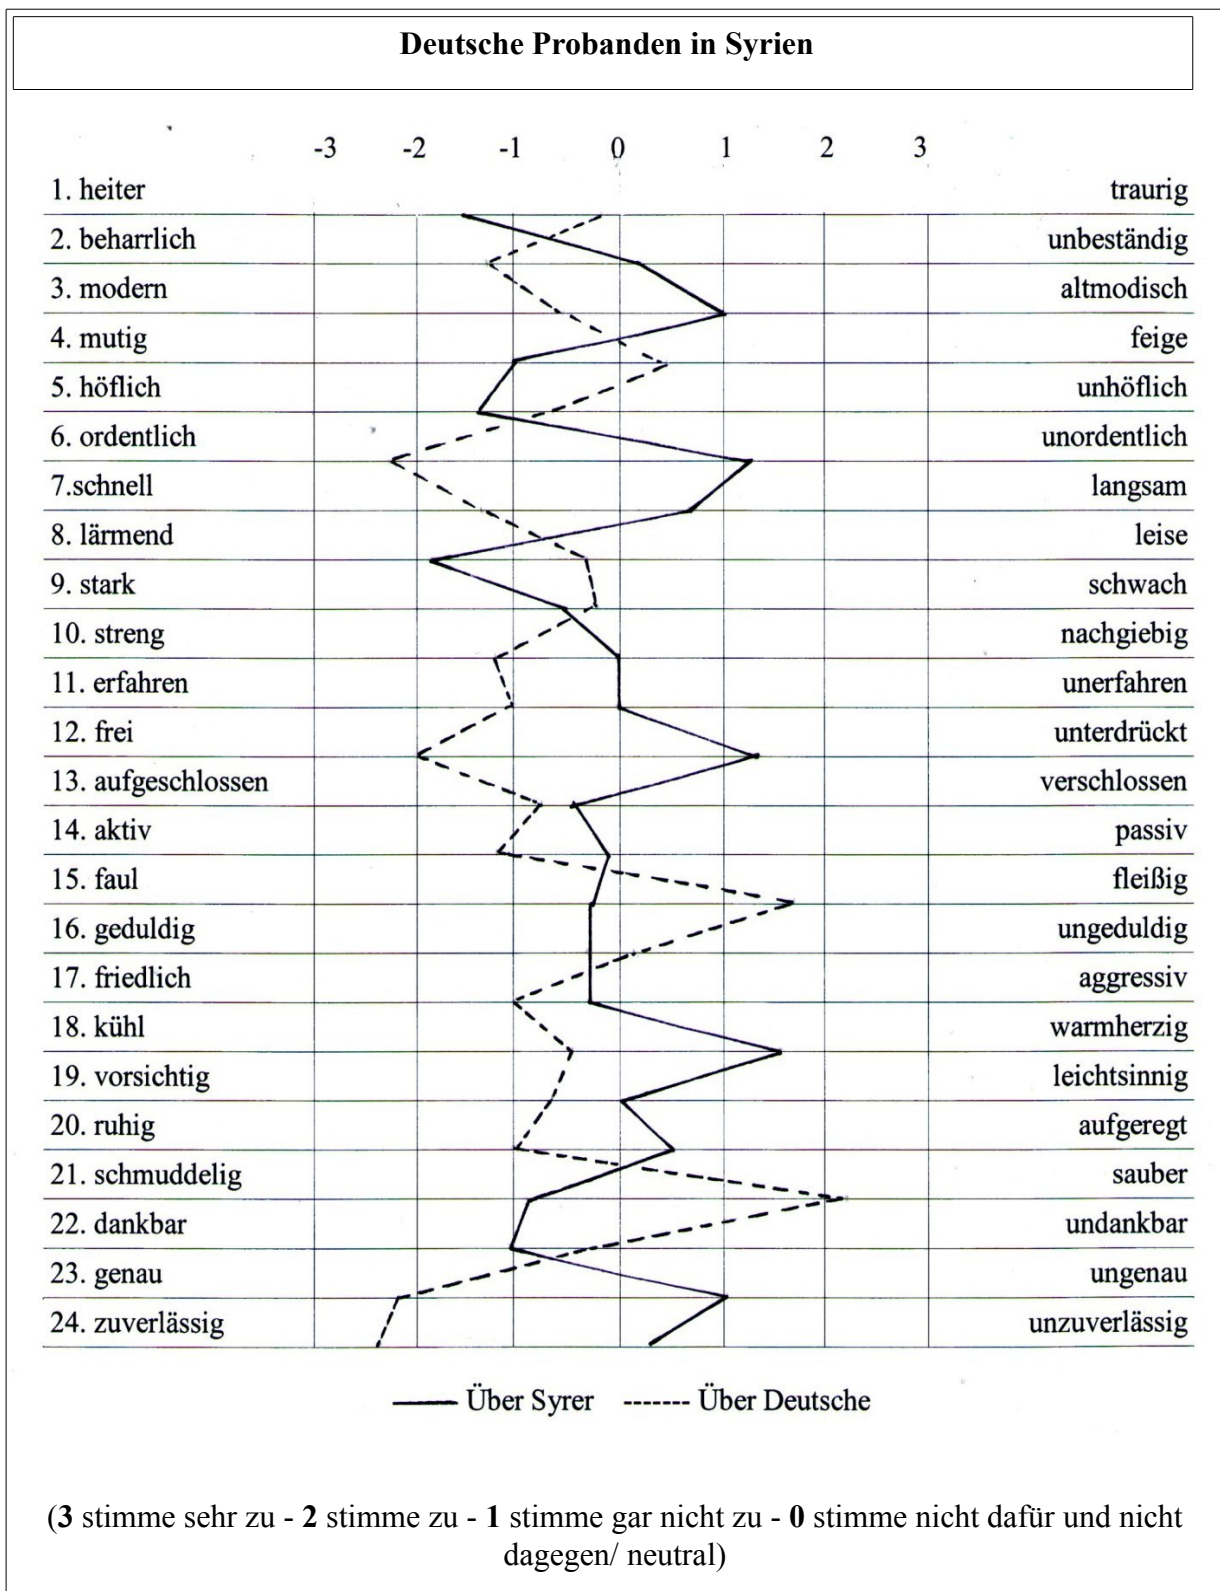 Deutsche Probanden in Syrien
-3 -2 -1 0 1 2 3
1. heiter traurig
2. beharrlich unbeständig
3. modern altmodisch
4. mutig feige
5. höflich unhöflich
6. ordentlich unordentlich
7.schnell langsam
8. lärmend leise
9. stark schwach
10. streng nachgiebig
11. erfahren unerfahren
12. frei unterdrückt
13. aufgeschlossen verschlossen
14. aktiv passiv
15. faul fleißig
16. geduldig ungeduldig
17. friedlich aggressiv
18. kühl warmherzig
19. vorsichtig leichtsinnig
20. ruhig aufgeregt
21. schmuddelig sauber
22. dankbar undankbar
23. genau ungenau
24. zuverlässig unzuverlässig
Über Syrer Über Deutsche
(3 stimme sehr zu - 2 stimme zu - 1 stimme gar nicht zu - 0 stimme nicht dafür und nicht
dagegen/ neutral)